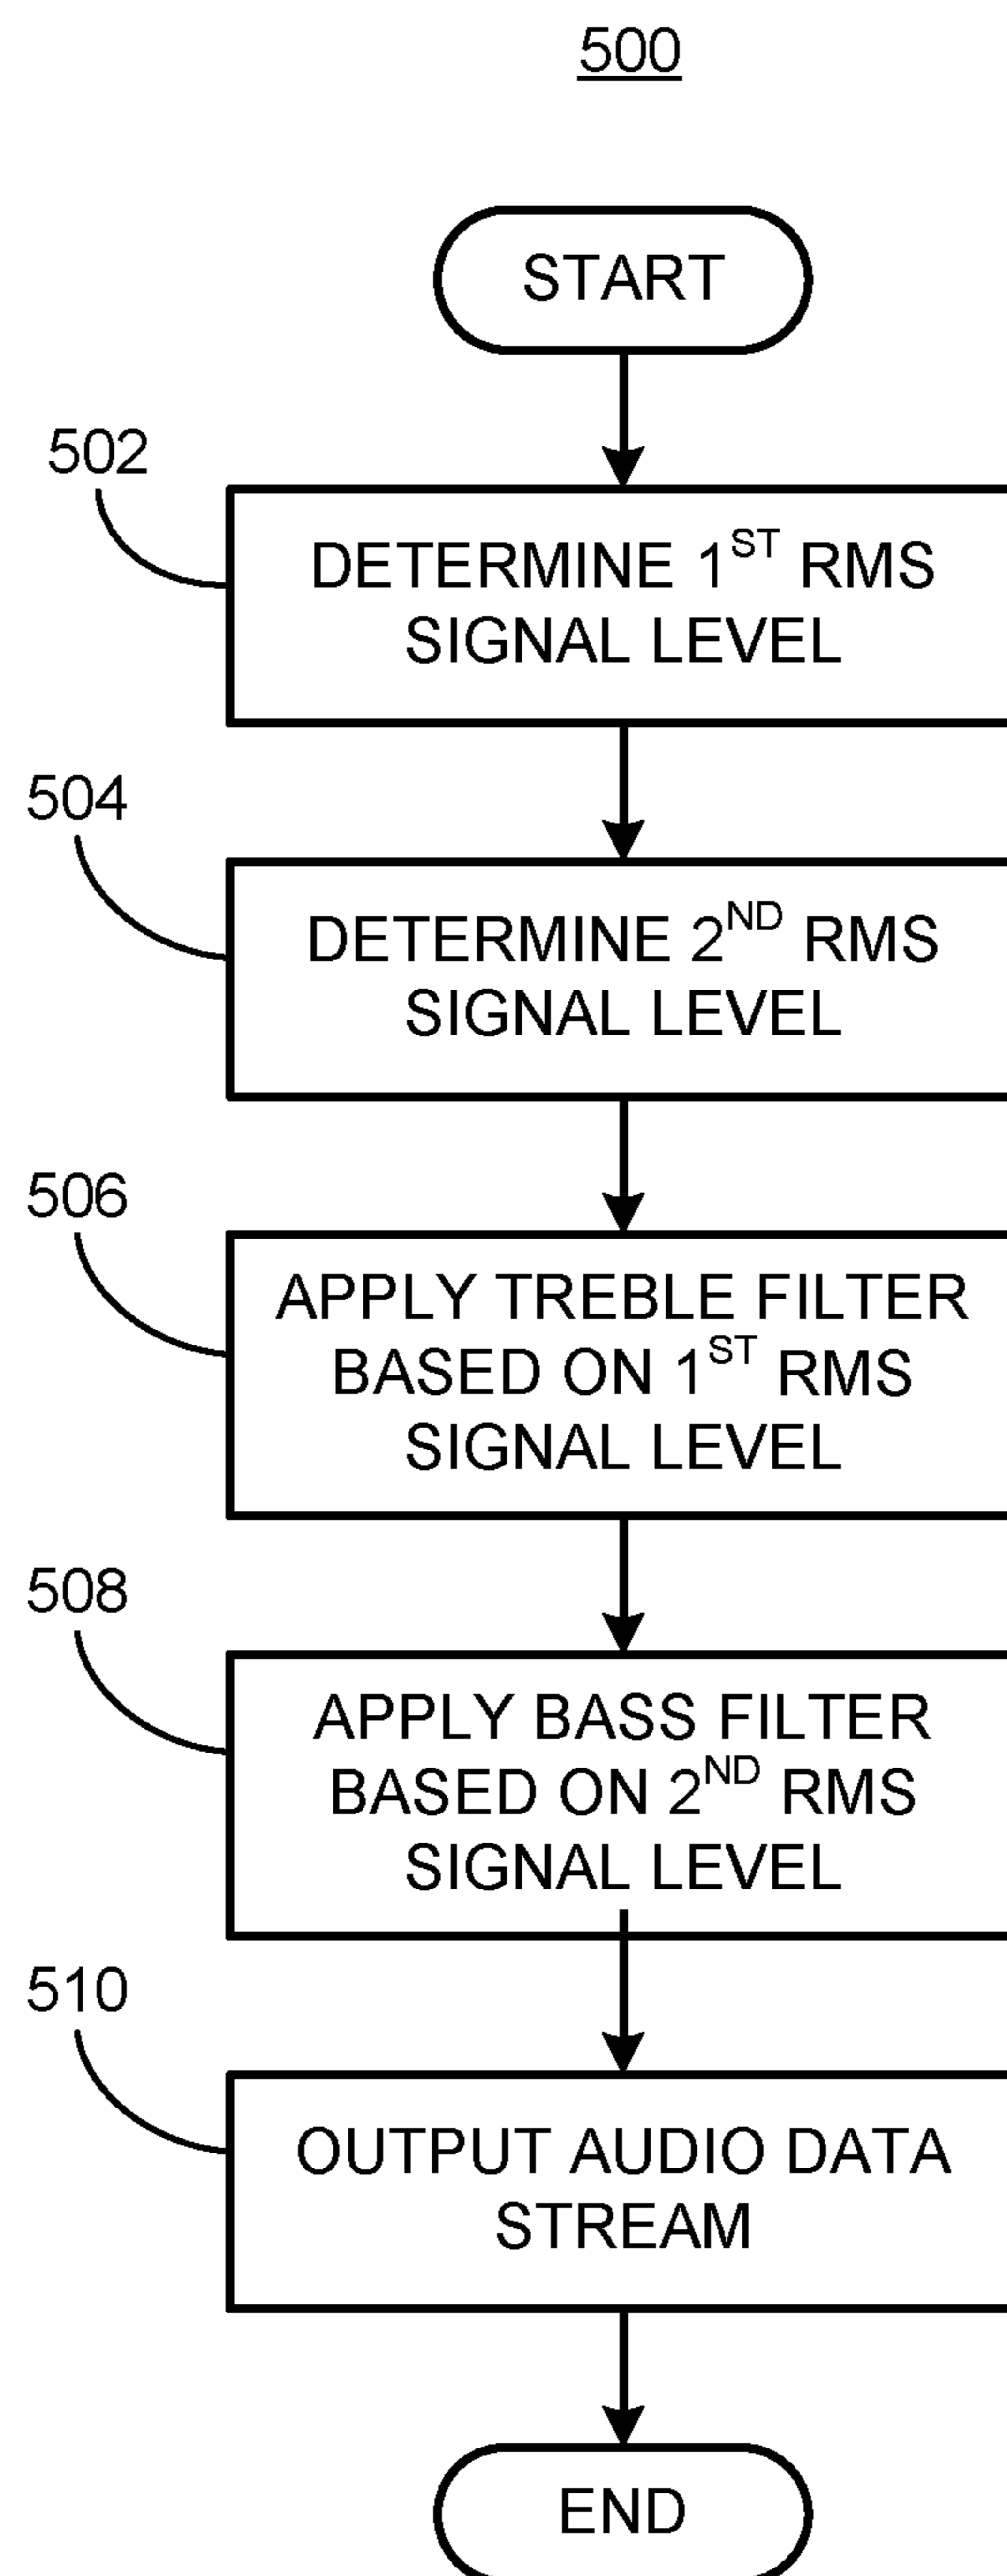 500
START
502
DETERMINE 1ST RMS
SIGNAL LEVEL
504
DETERMINE 2ND RMS
SIGNAL LEVEL
506
APPLY TREBLE FILTER
BASED ON 1ST RMS
SIGNAL LEVEL
508
APPLY BASS FILTER
BASED ON 2ND RMS
SIGNAL LEVEL
510
OUTPUT AUDIO DATA
STREAM
END